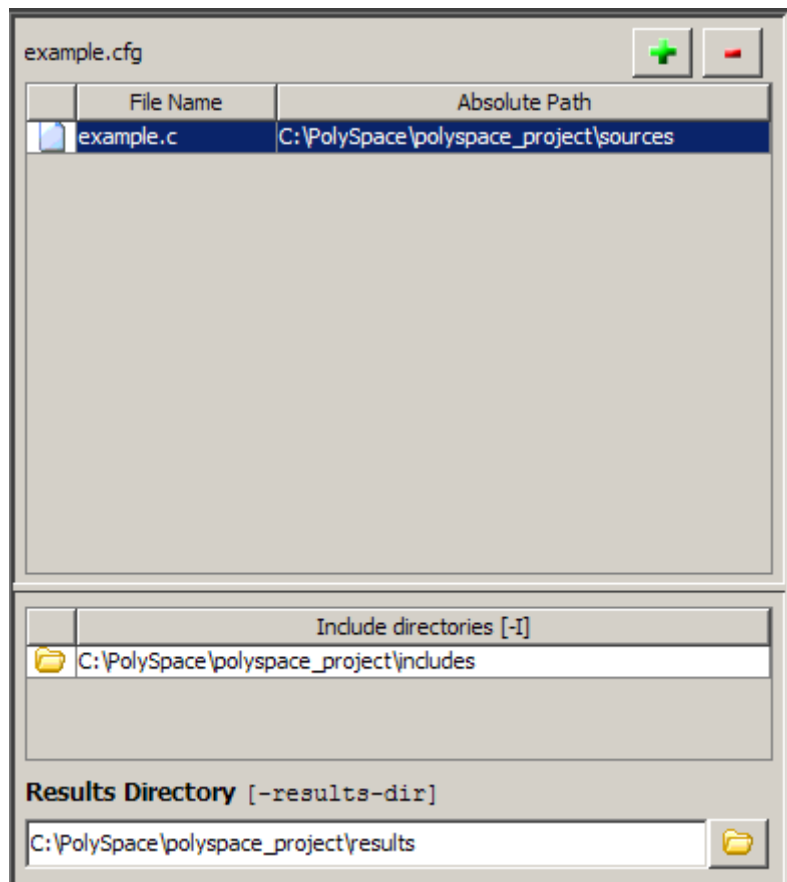 example.cfg
File Name Absolute Path
example.c C:\PolySpace\polyspace_project\sources
Include directories [-I]
C:\PolySpace\polyspace_project\includes
Results Directory [-results-dir]
C:\PolySpace\polyspace_project\results